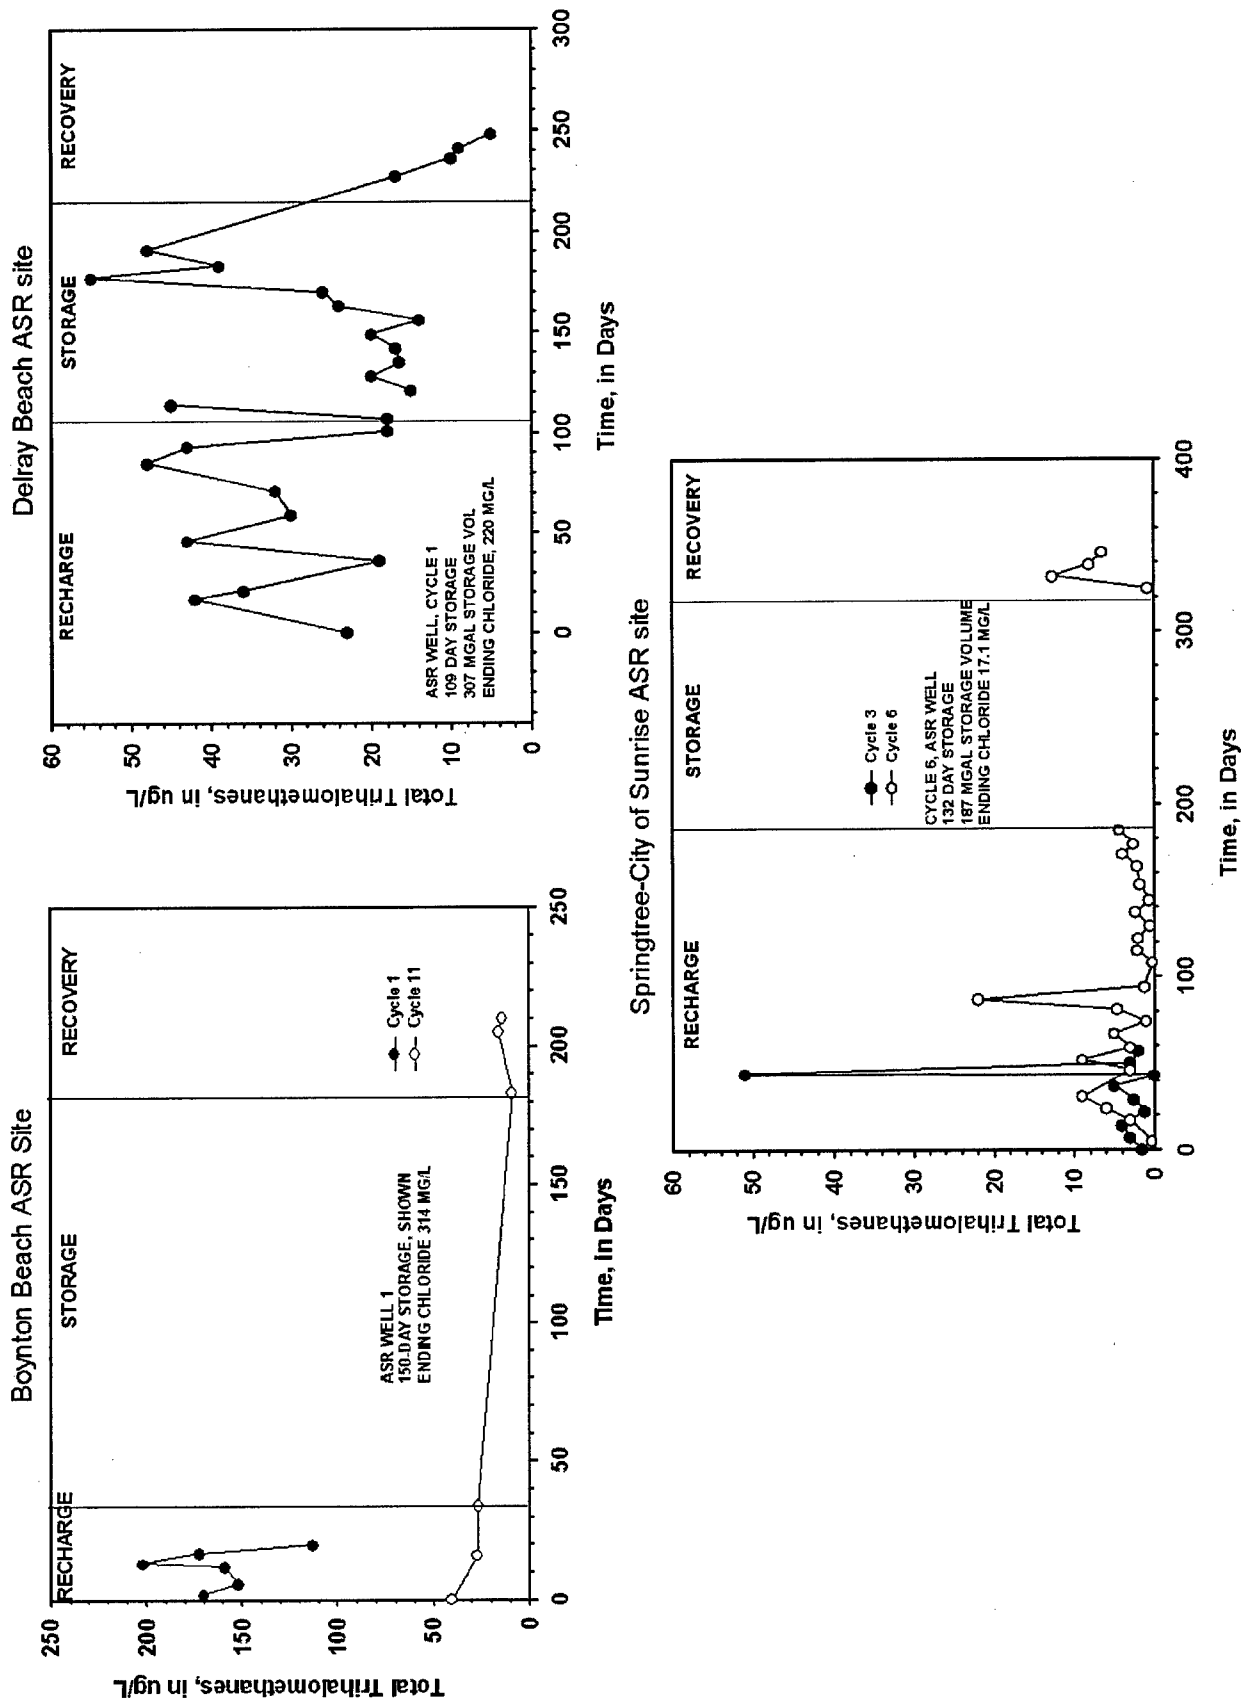 Boynton Beach ASR Site
Total Trihalomethanes, in ug/L
250
200
150
100
50
0
RECHARGE
STORAGE
RECOVERY
Cycle 1
Cycle 11
ASR WELL 1
150-DAY STORAGE, SHOWN
ENDING CHLORIDE 314 MG/L
0
50
100
150
200
250
Time, in Days
Delray Beach ASR site
Total Trihalomethanes, in ug/L
60
50
40
30
20
10
0
RECHARGE
STORAGE
RECOVERY
ASR WELL, CYCLE 1
109 DAY STORAGE
307 MGAL STORAGE VOL
ENDING CHLORIDE, 220 MG/L
0
50
100
150
200
250
300
Time, in Days
Springtree-City of Sunrise ASR site
Total Trihalomethanes, in ug/L
60
50
40
30
20
10
0
RECHARGE
STORAGE
RECOVERY
Cycle 3
Cycle 6
CYCLE 6, ASR WELL
132 DAY STORAGE
187 MGAL STORAGE VOLUME
ENDING CHLORIDE 17.1 MG/L
0
100
200
300
400
Time, in Days